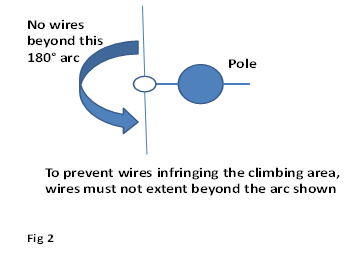 No wires
beyond this
180° arc
Pole
To prevent wires infringing the climbing area,
wires must not extent beyond the arc shown
Fig 2